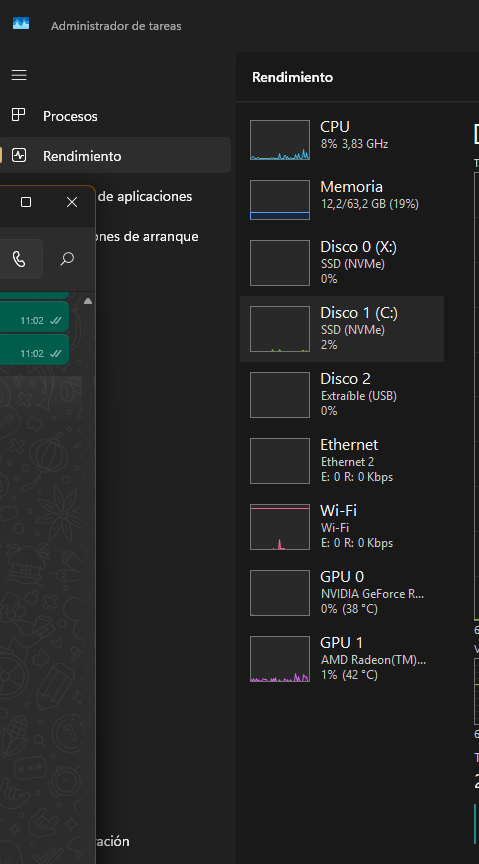 Administrador de tareas
Rendimiento
Procesos
Rendimiento
de aplicaciones
de arranque
11:02
11:02
CPU
8% 3,83 GHz
Memoria
12,2/63,2 GB (19%)
Disco 0 (X:)
SSD (NVMe)
0%
Disco 1 (C:)
SSD (NVMe)
2%
Disco 2
Extraíble (USB)
0%
Ethernet
Ethernet 2
E: 0 R: 0 Kbps
Wi-Fi
Wi-Fi
E: 0 R: 0 Kbps
GPU 0
NVIDIA GeForce R...
0% (38 °C)
GPU 1
AMD Radeon(TM)...
1% (42 °C)